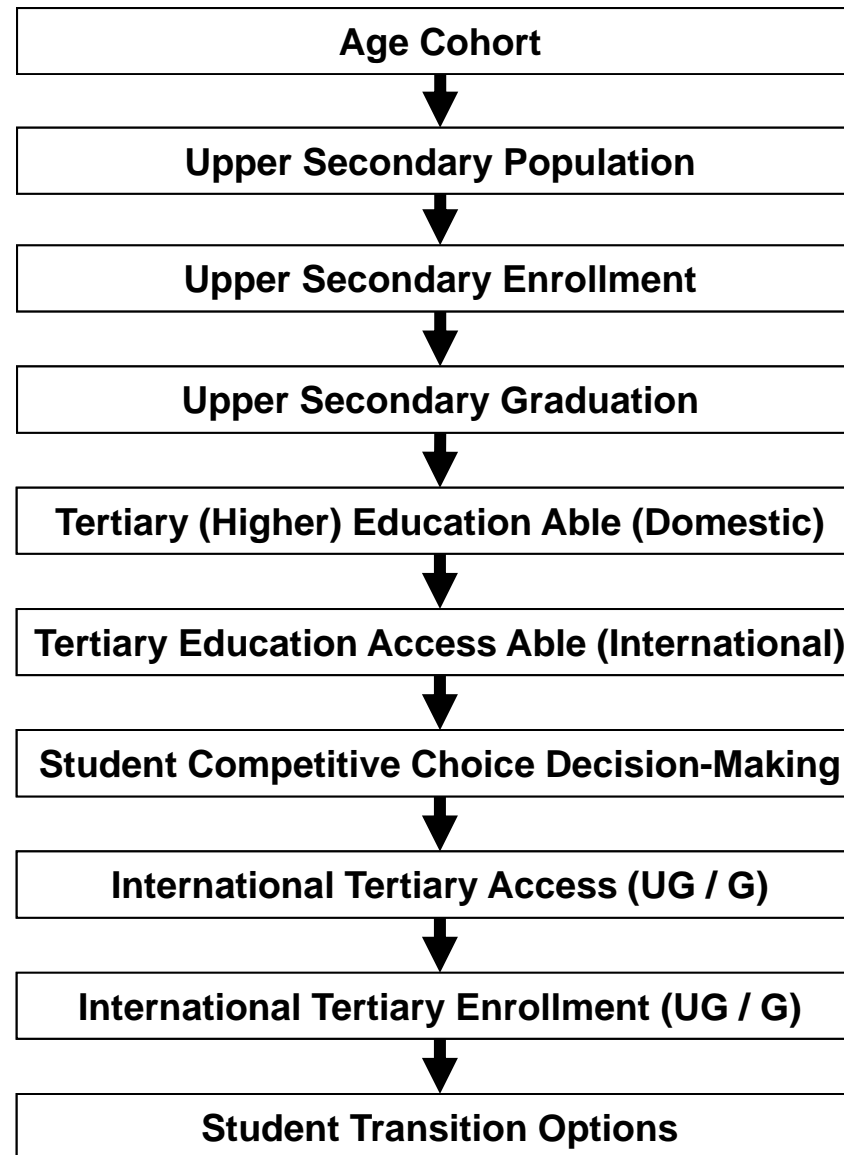 Age Cohort
Upper Secondary Population
Upper Secondary Enrollment
Upper Secondary Graduation
Tertiary (Higher) Education Able (Domestic)
Tertiary Education Access Able (International)
Student Competitive Choice Decision-Making
International Tertiary Access (UG / G)
International Tertiary Enrollment (UG / G)
Student Transition Options